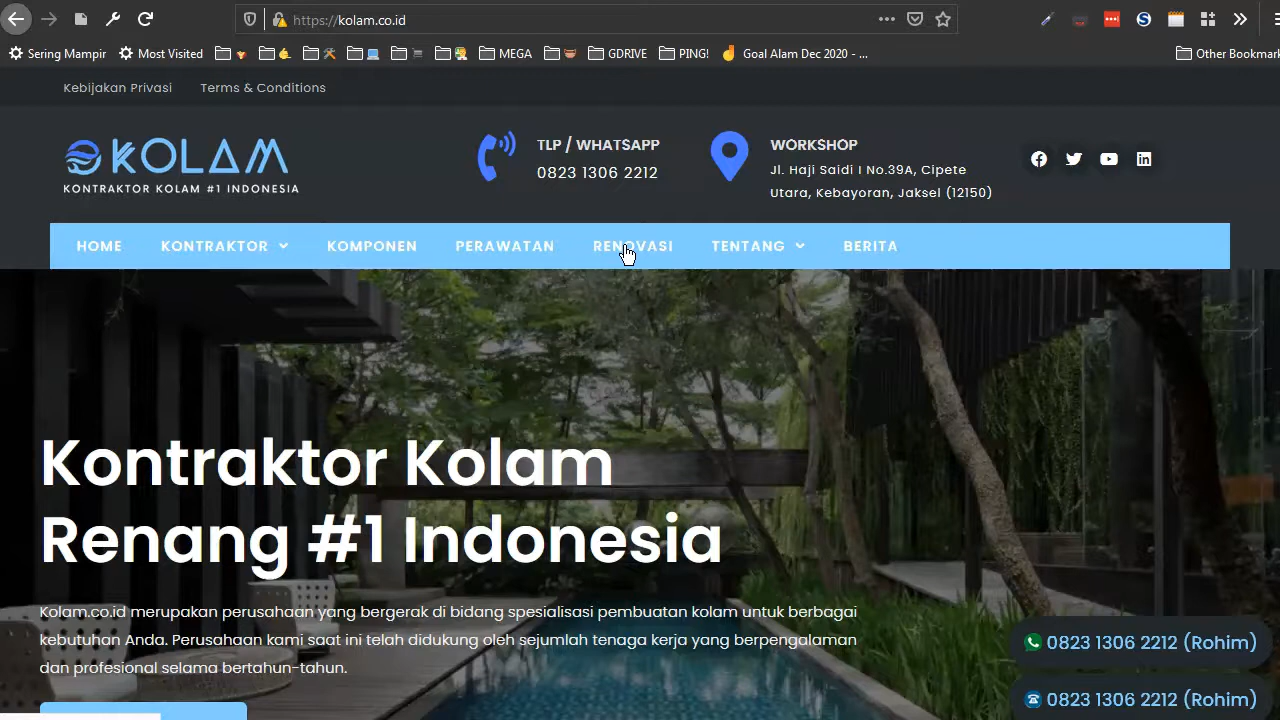 https://kolam.co.id
Sering Mampir
Most Visited
MEGA
GDRIVE
PING!
Goal Alam Dec 2020 - ...
Other Bookmark
Kebijakan Privasi
Terms & Conditions
KOLAM
KONTRAKTOR KOLAM #1 INDONESIA
TLP / WHATSAPP
0823 1306 2212
WORKSHOP
Jl. Haji Saidi I No.39A, Cipete
Utara, Kebayoran, Jaksel (12150)
HOME
KONTRAKTOR
KOMPONEN
PERAWATAN
RENOVASI
TENTANG
BERITA
Kontraktor Kolam
Renang #1 Indonesia
Kolam.co.id merupakan perusahaan yang bergerak di bidang spesialisasi pembuatan kolam untuk berbagai
kebutuhan Anda. Perusahaan kami saat ini telah didukung oleh sejumlah tenaga kerja yang berpengalaman
dan profesional selama bertahun-tahun.
0823 1306 2212 (Rohim)
0823 1306 2212 (Rohim)